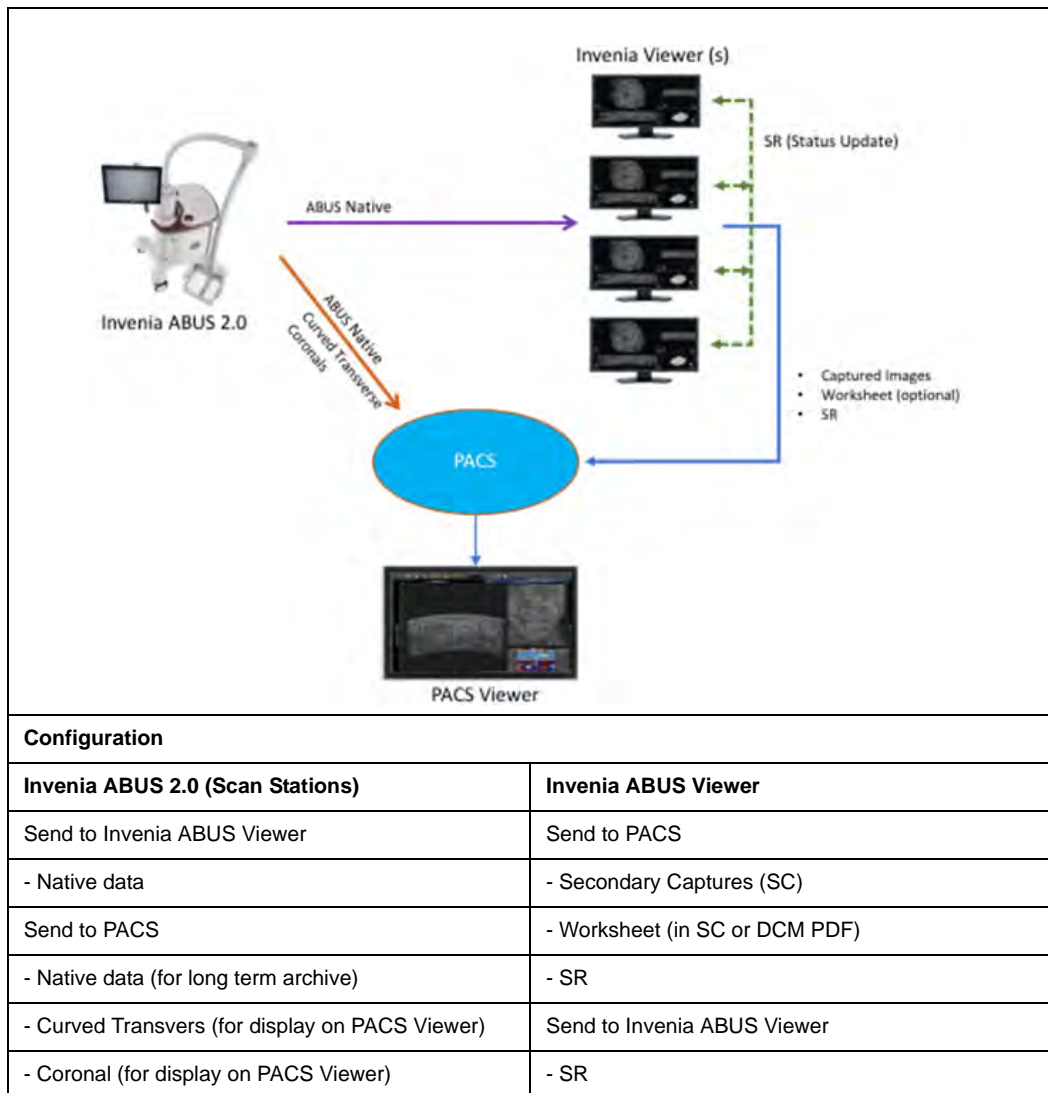 Invenia Viewer (s)
SR (Status Update)
ABUS Native
Invenia ABUS 2.0
ABUS Native
Curved Transverse
Coronals
• Captured Images
• Worksheet (optional)
• SR
PACS
PACS Viewer
Configuration
Invenia ABUS 2.0 (Scan Stations)
Invenia ABUS Viewer
Send to Invenia ABUS Viewer
Send to PACS
- Native data
- Secondary Captures (SC)
Send to PACS
- Worksheet (in SC or DCM PDF)
- Native data (for long term archive)
- SR
- Curved Transvers (for display on PACS Viewer)
Send to Invenia ABUS Viewer
- Coronal (for display on PACS Viewer)
- SR